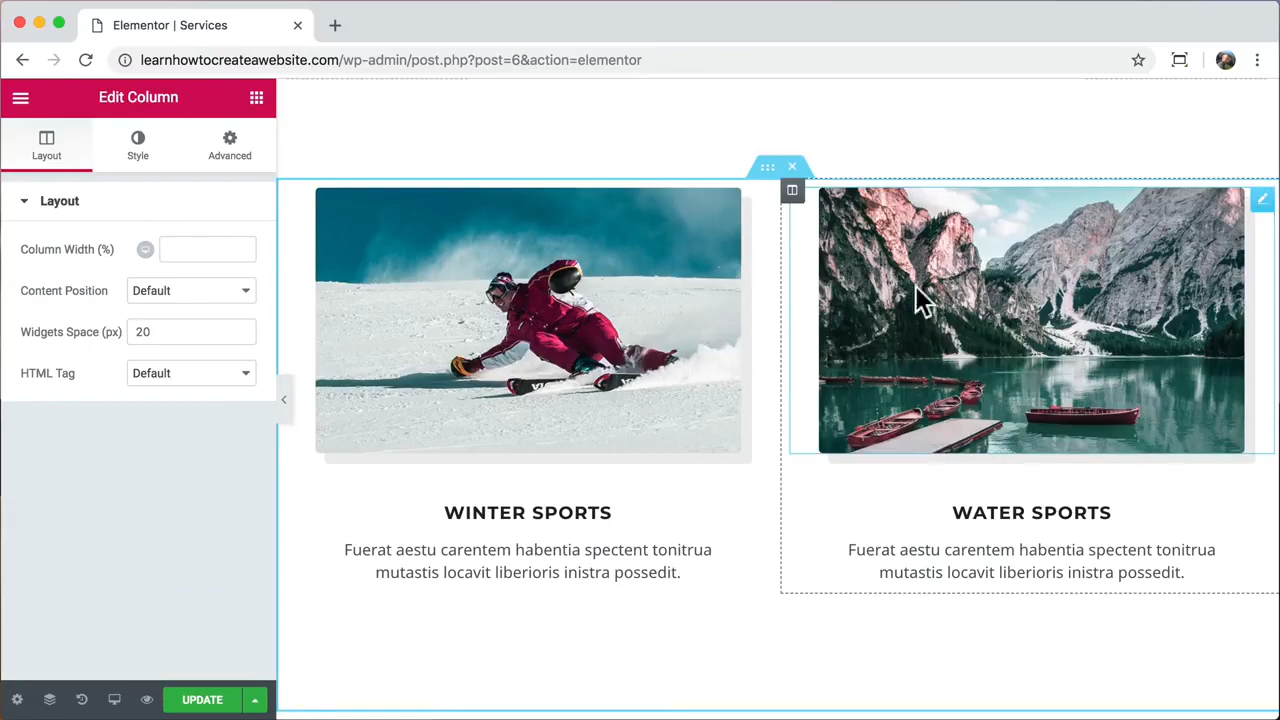 Elementor | Services
learnhowtocreateawebsite.com/wp-admin/post.php?post=6&action=elementor
Edit Column
Layout
Style
Advanced
Layout
Column Width (%)
Content Position
Default
Widgets Space (px)
20
HTML Tag
Default
UPDATE
WINTER SPORTS
Fuerat aestu carentem habentia spectent tonitrua
mutastis locavit liberioris inistra possedit.
WATER SPORTS
Fuerat aestu carentem habentia spectent tonitrua
mutastis locavit liberioris inistra possedit.